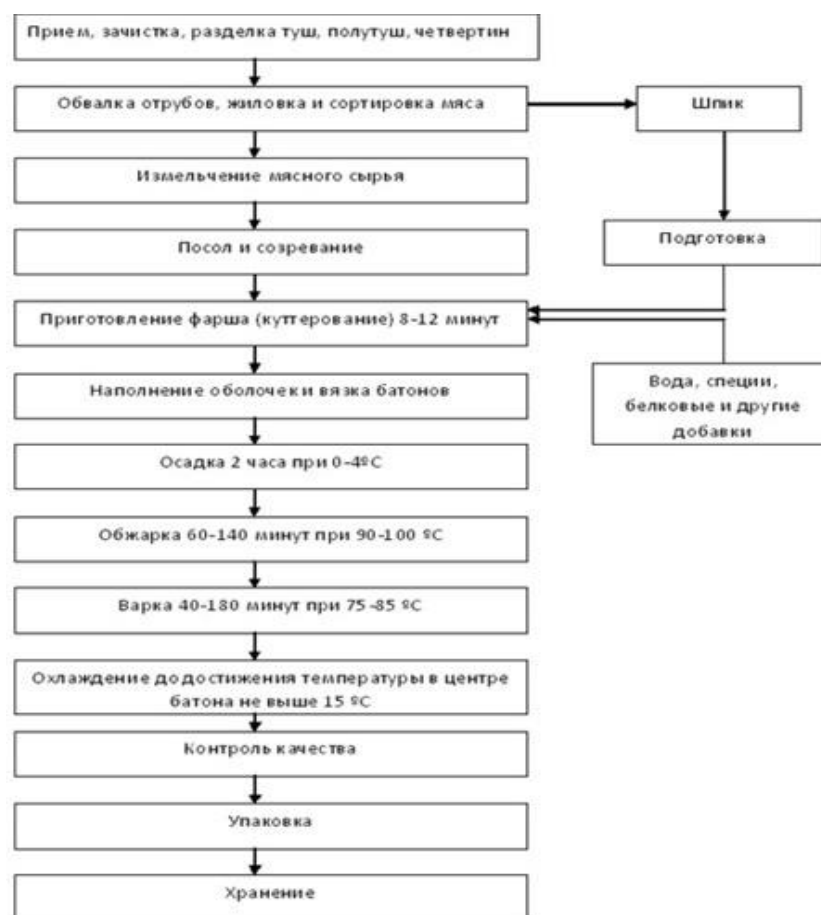 Прием, зачистка, разделка туш, полутуш, четвертин
Обвалка отрубов, жиловка и сортировка мяса
Шпик
Измельчение мясного сырья
Посол и созревание
Подготовка
Приготовление фарша (куттерование) 8-12 минут
Наполнение оболочек и вязка батонов
Вода, специи,
белковые и другие
добавки
Осадка 2 часа при 0-4ºС
Обжарка 60-140 минут при 90-100 ºС
Варка 40-180 минут при 75-85 ºС
Охлаждение до достижения температуры в центре
батона не выше 15 ºС
Контроль качества
Упаковка
Хранение